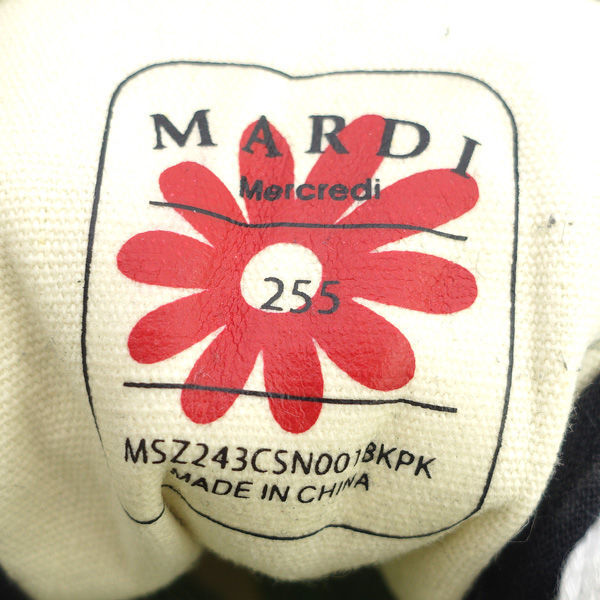 MARDI
Mercredi
255
MSZ243CSN001BKPK
MADE IN CHINA